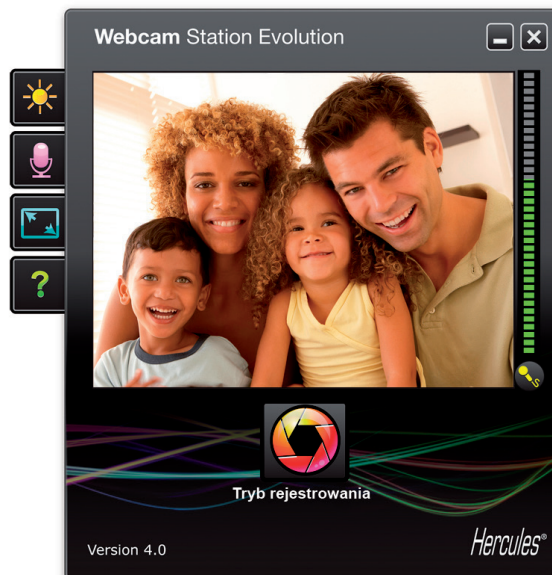 Webcam Station Evolution
?
S
Tryb rejestrowania
Version 4.0
Hercules®